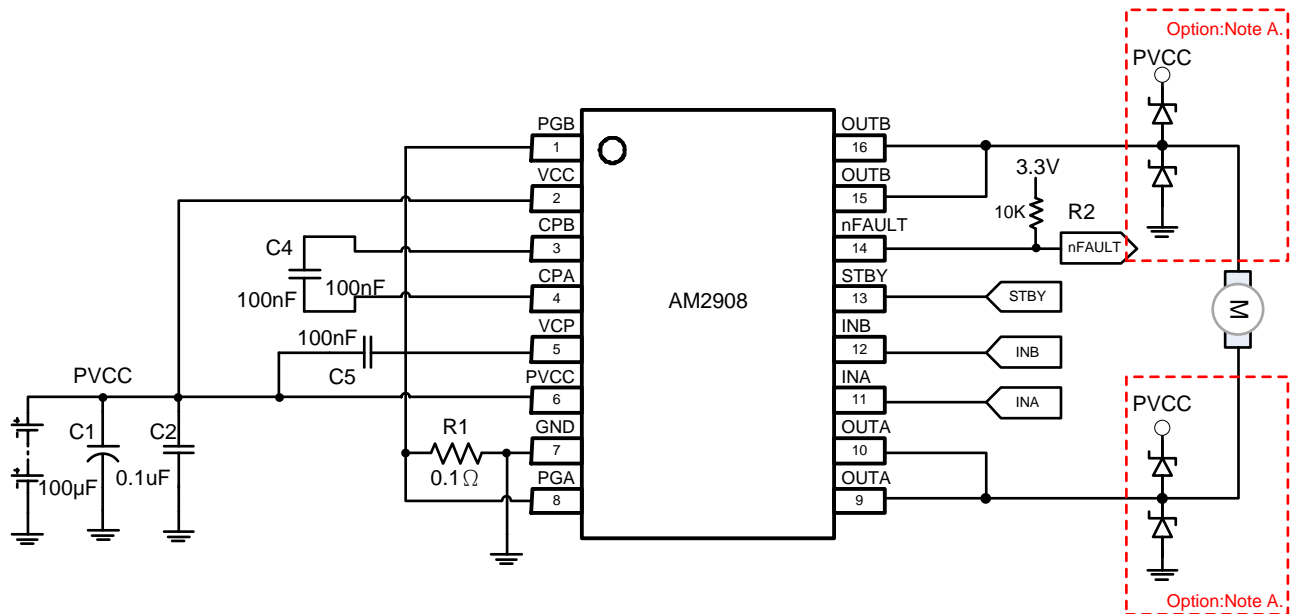 Option:Note A.
PVCC
PGB
1
VCC
2
CPB
3
CPA
4
VCP
5
PVCC
6
GND
7
PGA
8
AM2908
OUTB
16
OUTB
15
nFAULT
14
STBY
13
INB
12
INA
11
OUTA
10
OUTA
9
3.3V
10K
R2
nFAULT
STBY
INB
INA
M
C4
100nF
100nF
100nF
C5
PVCC
C1
C2
100µF
0.1uF
R1
0.1Ω
PVCC
Option:Note A.